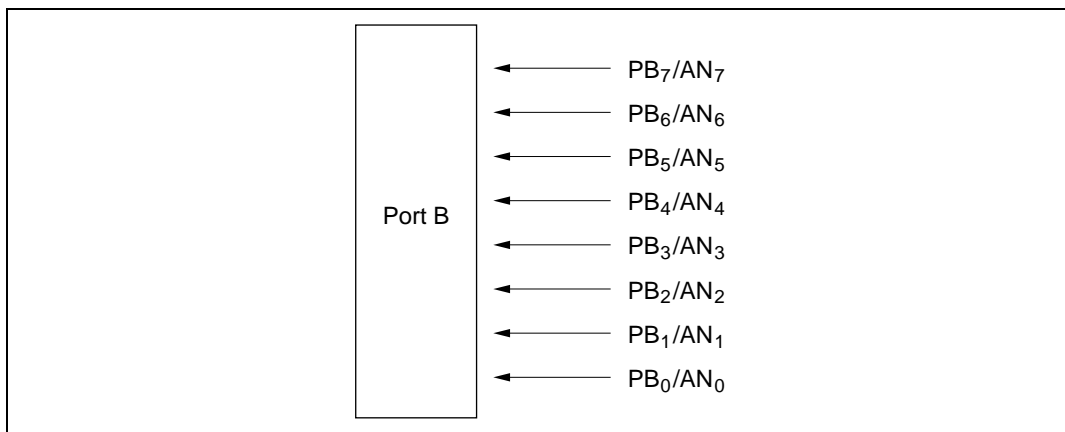 PB₇/AN₇
PB₆/AN₆
PB₅/AN₅
PB₄/AN₄
Port B
PB₃/AN₃
PB₂/AN₂
PB₁/AN₁
PB₀/AN₀